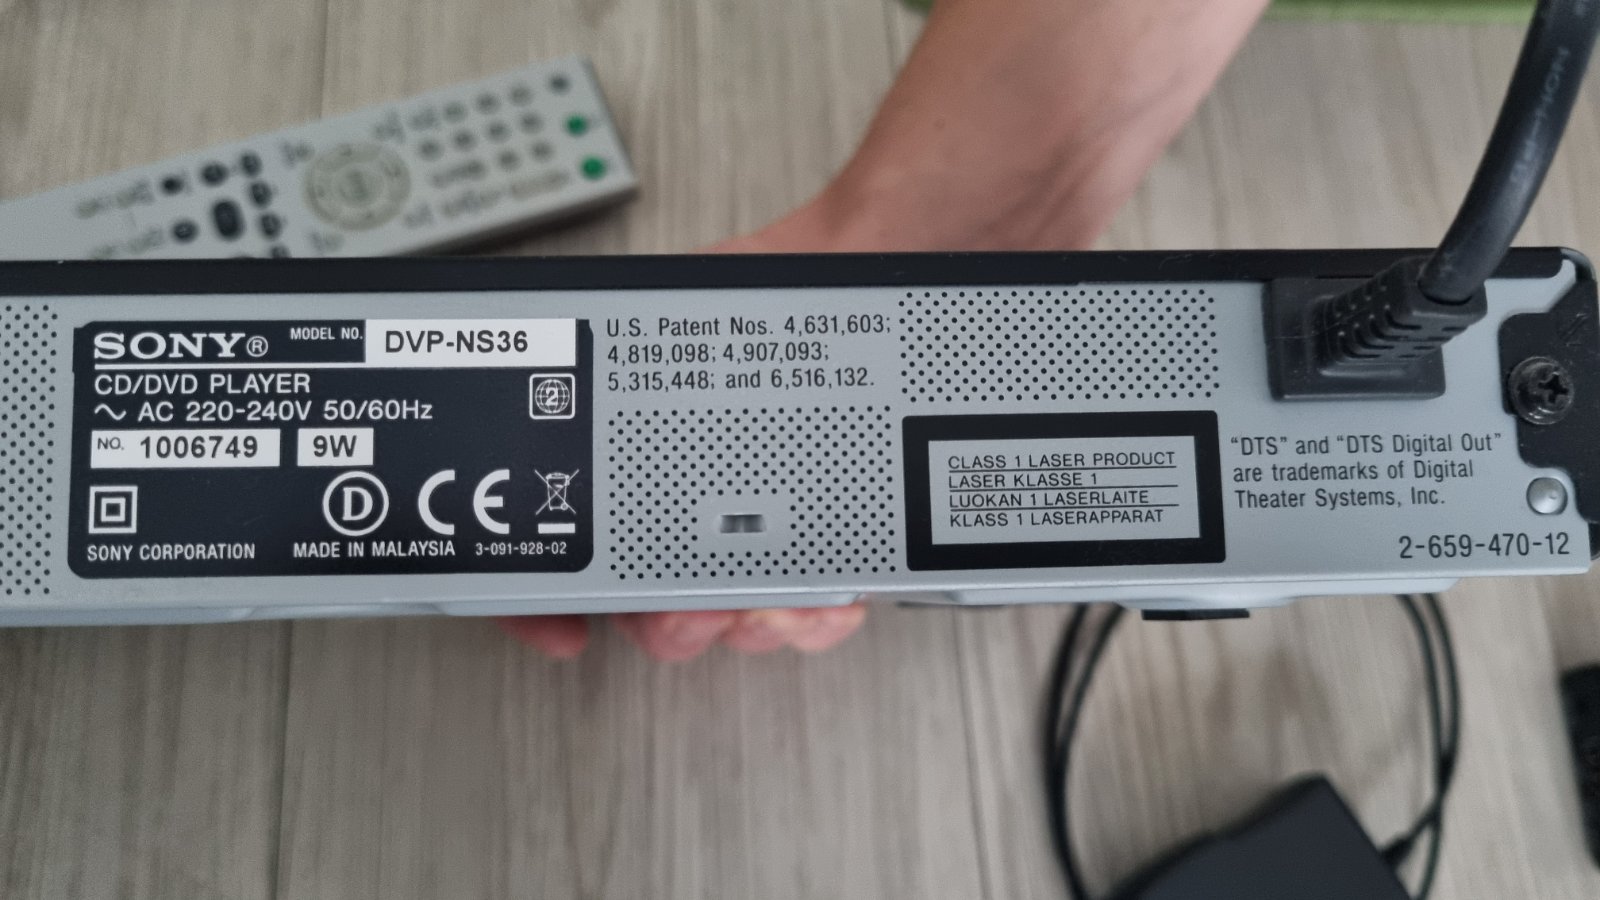 SONY® MODEL NO. DVP-NS36
CD/DVD PLAYER
~ AC 220-240V 50/60Hz
2
NO. 1006749 9W
D CE
SONY CORPORATION MADE IN MALAYSIA 3-091-928-02
U.S. Patent Nos. 4,631,603;
4,819,098; 4,907,093;
5,315,448; and 6,516,132.
CLASS 1 LASER PRODUCT
LASER KLASSE 1
LUOKAN 1 LASERLAITE
KLASS 1 LASERAPPARAT
"DTS" and "DTS Digital Out"
are trademarks of Digital
Theater Systems, Inc.
2-659-470-12